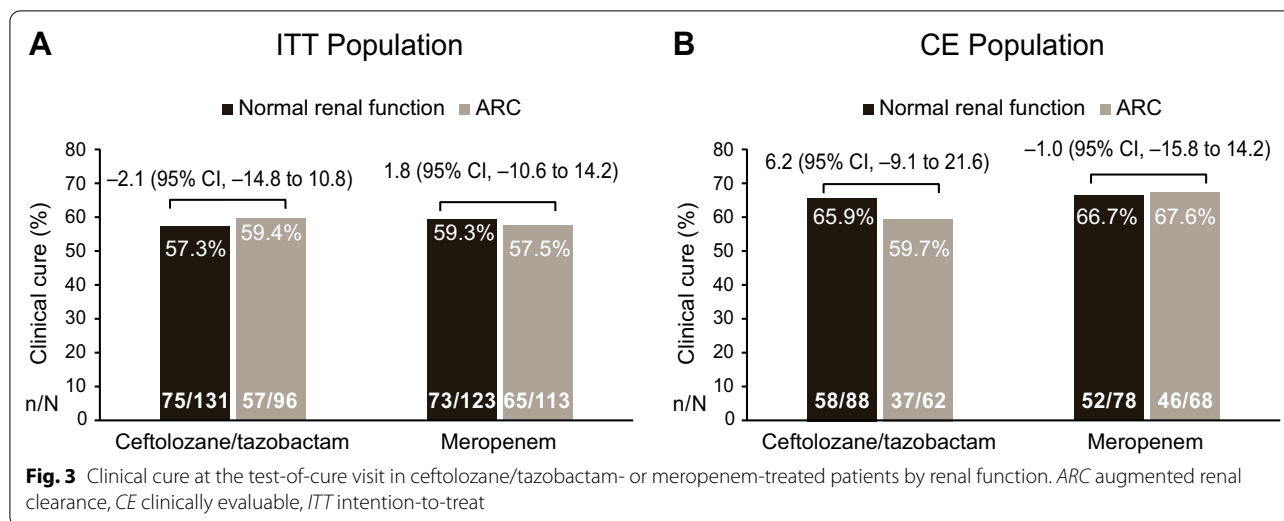 A ITT Population
Normal renal function ARC
80
70
60
50
40
30
20
10
0
Clinical cure (%)
n/N
–2.1 (95% CI, –14.8 to 10.8)
1.8 (95% CI, –10.6 to 14.2)
57.3% 59.4% 59.3% 57.5%
75/131 57/96 73/123 65/113
Ceftolozane/tazobactam Meropenem
B CE Population
Normal renal function ARC
80
70
60
50
40
30
20
10
0
Clinical cure (%)
n/N
6.2 (95% CI, –9.1 to 21.6)
–1.0 (95% CI, –15.8 to 14.2)
65.9% 59.7% 66.7% 67.6%
58/88 37/62 52/78 46/68
Ceftolozane/tazobactam Meropenem
Fig. 3 Clinical cure at the test-of-cure visit in ceftolozane/tazobactam- or meropenem-treated patients by renal function. ARC augmented renal
clearance, CE clinically evaluable, ITT intention-to-treat